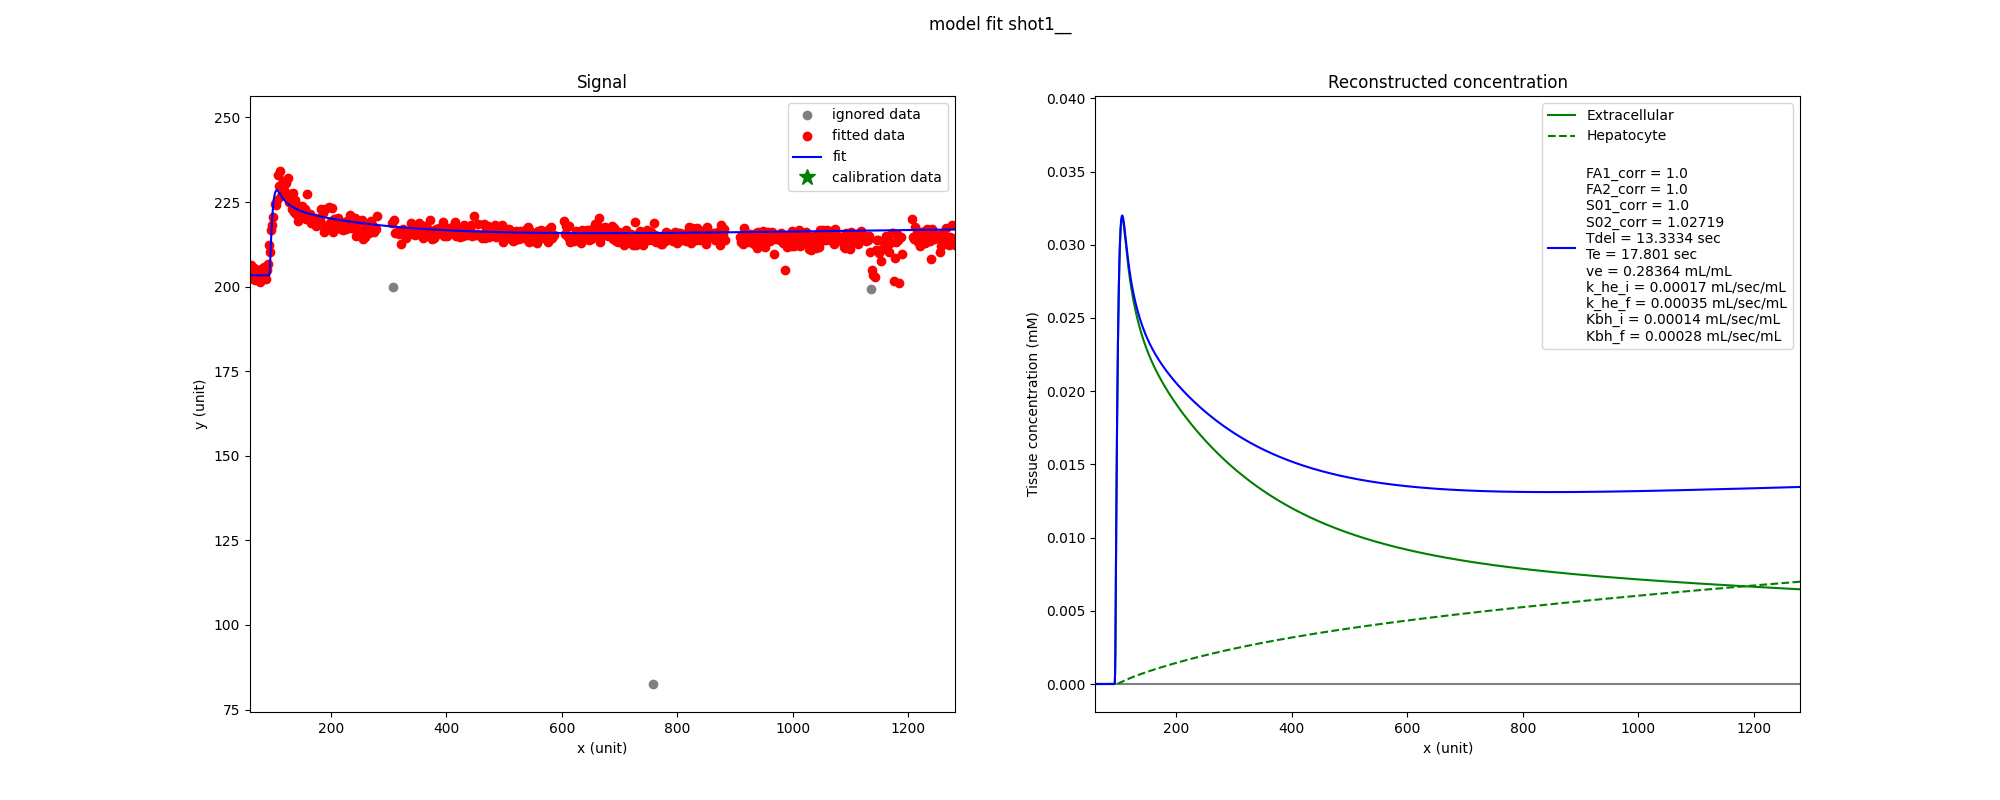 model fit shot1__
Signal
250
225
200
175
150
125
100
75
y (unit)
200
400
600
800
1000
1200
x (unit)
ignored data
fitted data
fit
calibration data
Reconstructed concentration
0.040
0.035
0.030
0.025
0.020
0.015
0.010
0.005
0.000
Tissue concentration (mM)
200
400
600
800
1000
1200
x (unit)
Extracellular
Hepatocyte
FA1_corr = 1.0
FA2_corr = 1.0
S01_corr = 1.0
S02_corr = 1.02719
Tdel = 13.3334 sec
Te = 17.801 sec
ve = 0.28364 mL/mL
k_he_i = 0.00017 mL/sec/mL
k_he_f = 0.00035 mL/sec/mL
Kbh_i = 0.00014 mL/sec/mL
Kbh_f = 0.00028 mL/sec/mL